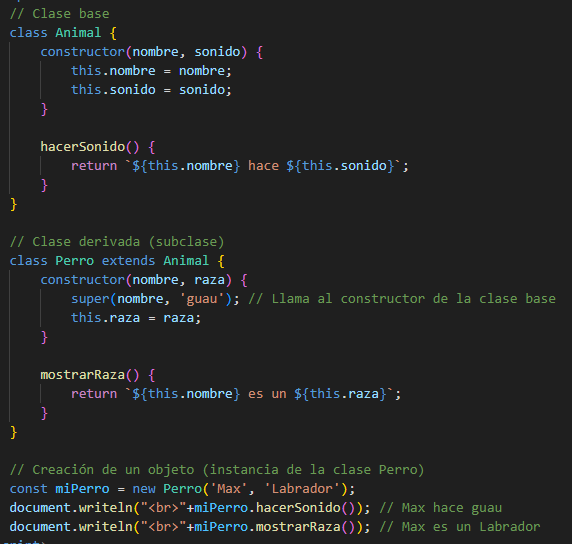 // Clase base
class Animal {
    constructor(nombre, sonido) {
        this.nombre = nombre;
        this.sonido = sonido;
    }

    hacerSonido() {
        return `${this.nombre} hace ${this.sonido}`;
    }
}

// Clase derivada (subclase)
class Perro extends Animal {
    constructor(nombre, raza) {
        super(nombre, 'guau'); // Llama al constructor de la clase base
        this.raza = raza;
    }

    mostrarRaza() {
        return `${this.nombre} es un ${this.raza}`;
    }
}

// Creación de un objeto (instancia de la clase Perro)
const miPerro = new Perro('Max', 'Labrador');
document.writeln("<br>"+miPerro.hacerSonido()); // Max hace guau
document.writeln("<br>"+miPerro.mostrarRaza()); // Max es un Labrador